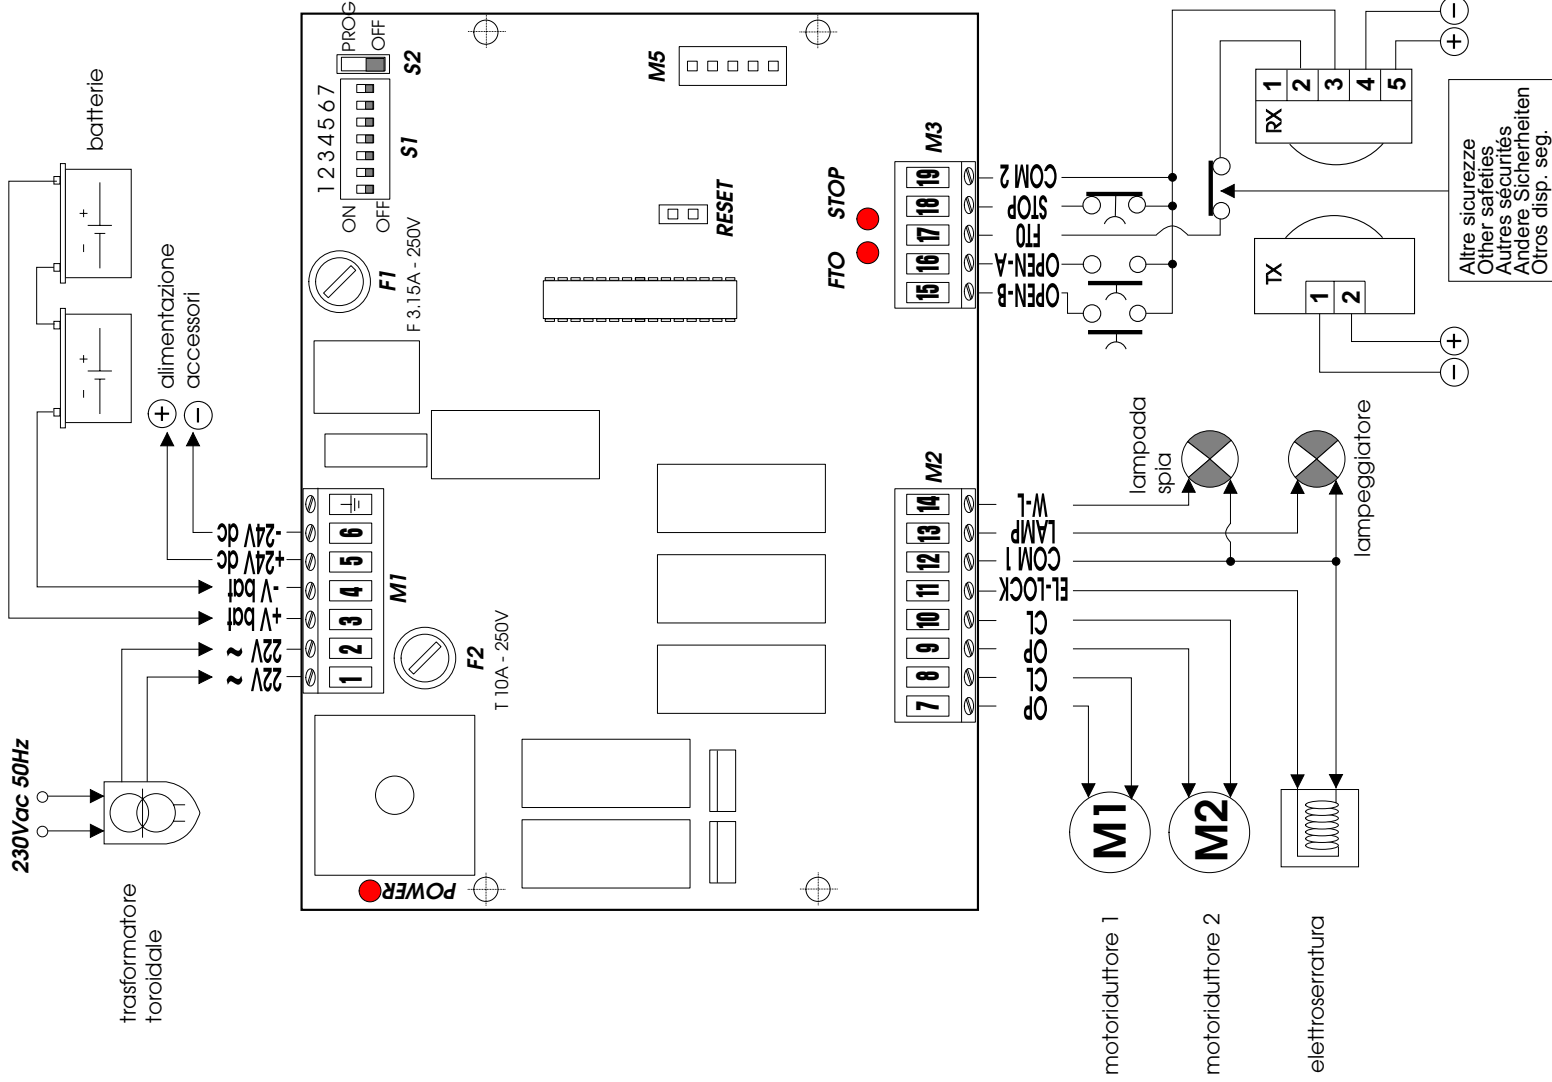 230Vac 50Hz
trasformatore
toroidale
batterie
- +
- +
+ alimentazione
- accessori
22V ~
22V ~
+V bat
- V bat
+24V dc
-24V dc
1
2
3
4
5
6
M1
F2
T 10A - 250V
F1
F 3.15A - 250V
1 2 3 4 5 6 7
ON
OFF
S1
PROG
OFF
S2
M5
RESET
POWER
FTO
STOP
M2
7
8
9
10
11
12
13
14
OP
CL
OP
CL
EL-LOCK
COM 1
LAMP
W-L
M3
15
16
17
18
19
OPEN-B
OPEN-A
FTO
STOP
COM 2
M1
M2
motoriduttore 1
motoriduttore 2
elettroserratura
lampada
spia
lampeggiatore
TX
1
2
- +
RX
1
2
3
4
5
- +
Altre sicurezze
Other safeties
Autres sécurités
Andere Sicherheiten
Otros disp. seg.